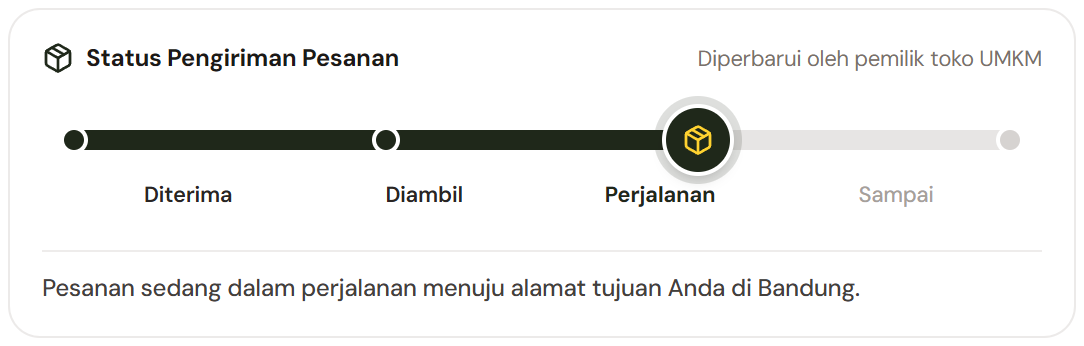 Status Pengiriman Pesanan
Diperbarui oleh pemilik toko UMKM
Diterima
Diambil
Perjalanan
Sampai
Pesanan sedang dalam perjalanan menuju alamat tujuan Anda di Bandung.